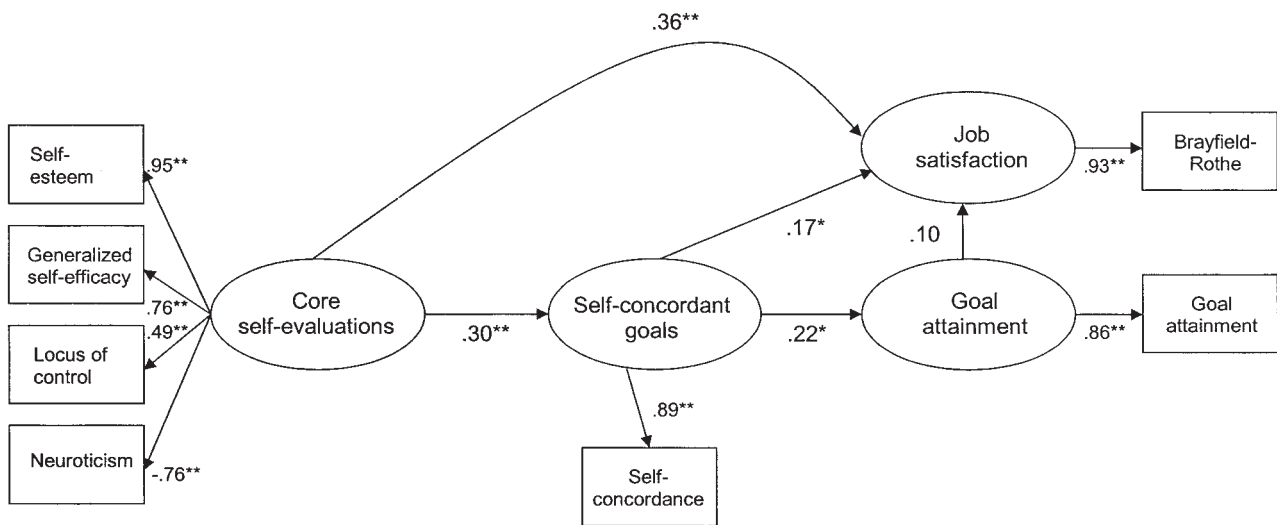 .36**
Job
satisfaction
.93**
Brayfield-
Rothe
Self-
esteem
.95**
.17*
.10
Generalized
self-efficacy
.76**
.49**
Core
self-evaluations
.30**
Self-concordant
goals
.22*
Goal
attainment
.86**
Goal
attainment
Locus of
control
.89**
Neuroticism
-.76**
Self-
concordance